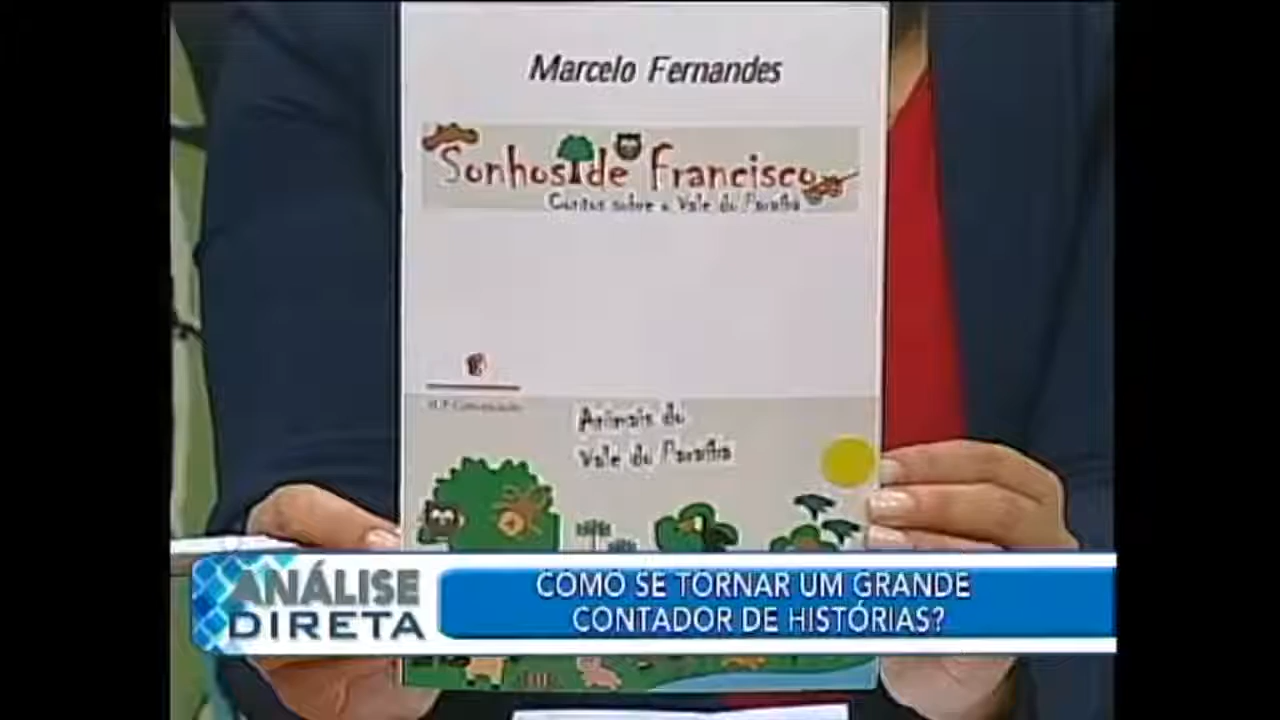 Marcelo Fernandes
Sonhos de Francisco
Contos sobre o Vale do Paraíba
Animais do
Vale do Paraíba
ANÁLISE
DIRETA
COMO SE TORNAR UM GRANDE
CONTADOR DE HISTÓRIAS?